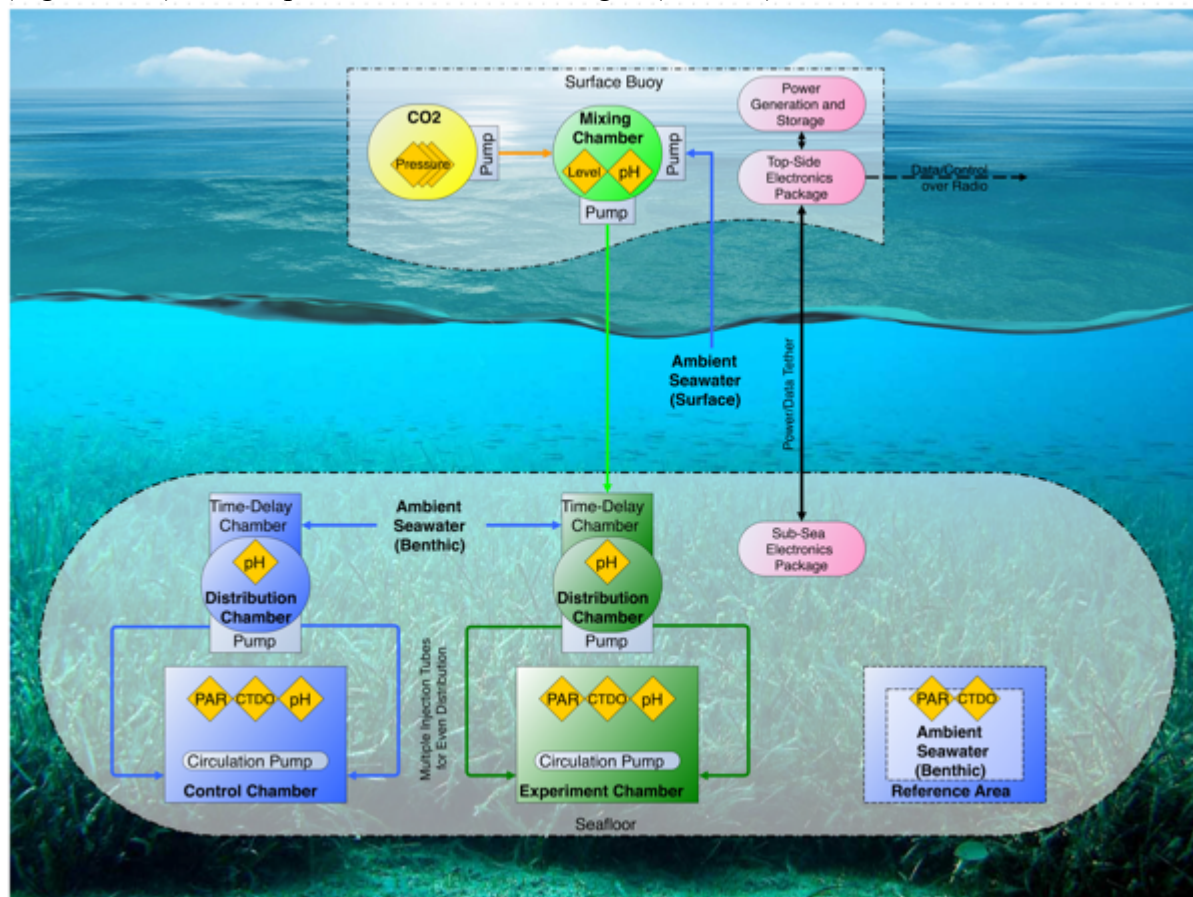 Surface Buoy
CO2
Pressure
Pump
Mixing
Chamber
Level
pH
Pump
Pump
Power
Generation and
Storage
Top-Side
Electronics
Package
Data/Control
over Radio
Ambient
Seawater
(Surface)
Power/Data Tether
Time-Delay
Chamber
pH
Distribution
Chamber
Pump
Ambient
Seawater
(Benthic)
Time-Delay
Chamber
pH
Distribution
Chamber
Pump
Sub-Sea
Electronics
Package
PAR
CTDO
pH
Circulation Pump
Control Chamber
Multiple Injection Tubes
for Even Distribution
PAR
CTDO
pH
Circulation Pump
Experiment Chamber
PAR
CTDO
Ambient
Seawater
(Benthic)
Reference Area
Seafloor